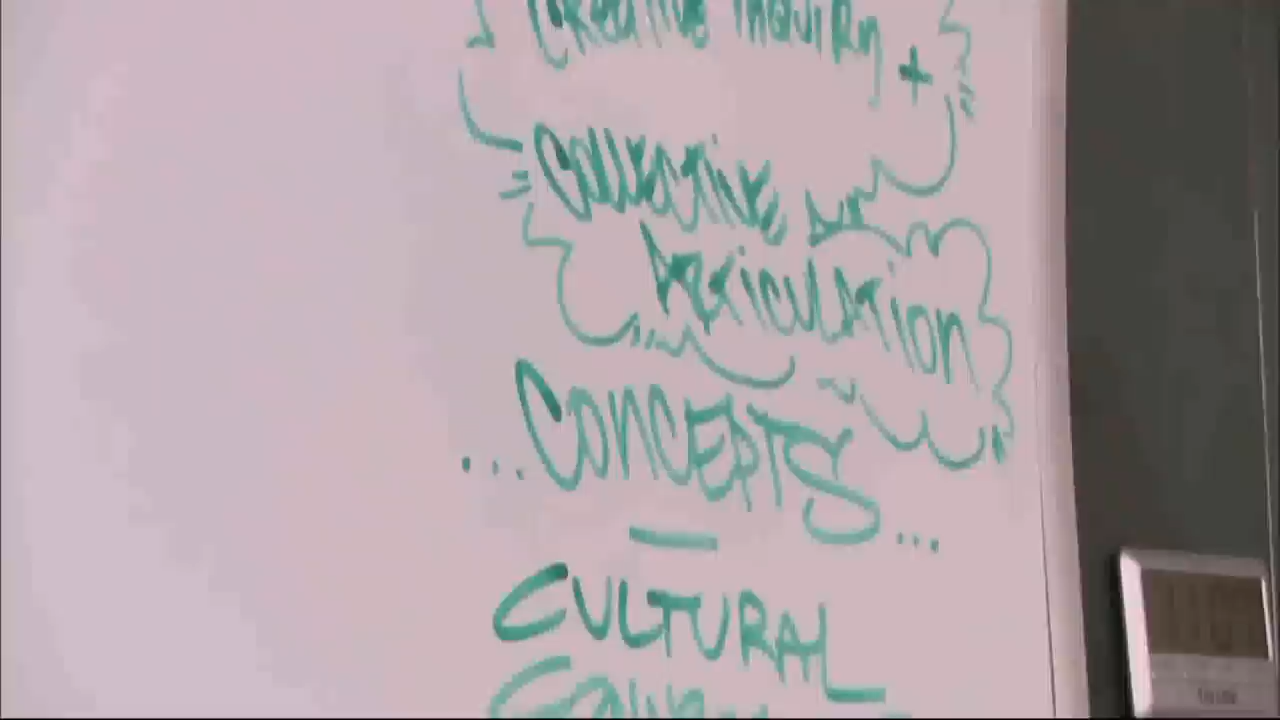 Creative Inquiry +
Collective
Articulation
...Concepts...
—
Cultural